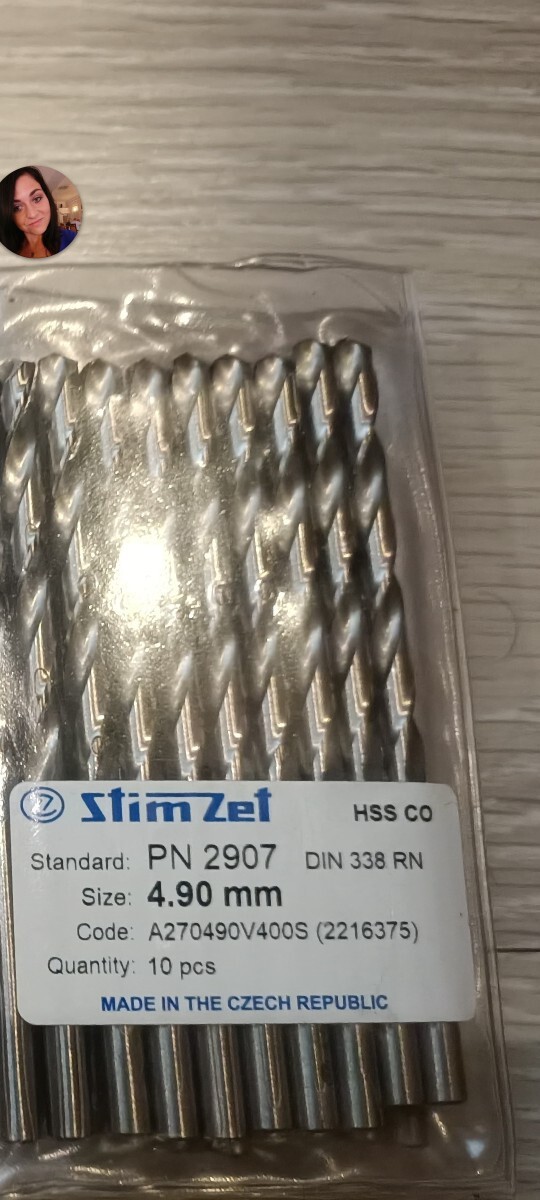 StimZet HSS CO
Standard: PN 2907 DIN 338 RN
Size: 4.90 mm
Code: A270490V400S (2216375)
Quantity: 10 pcs
MADE IN THE CZECH REPUBLIC